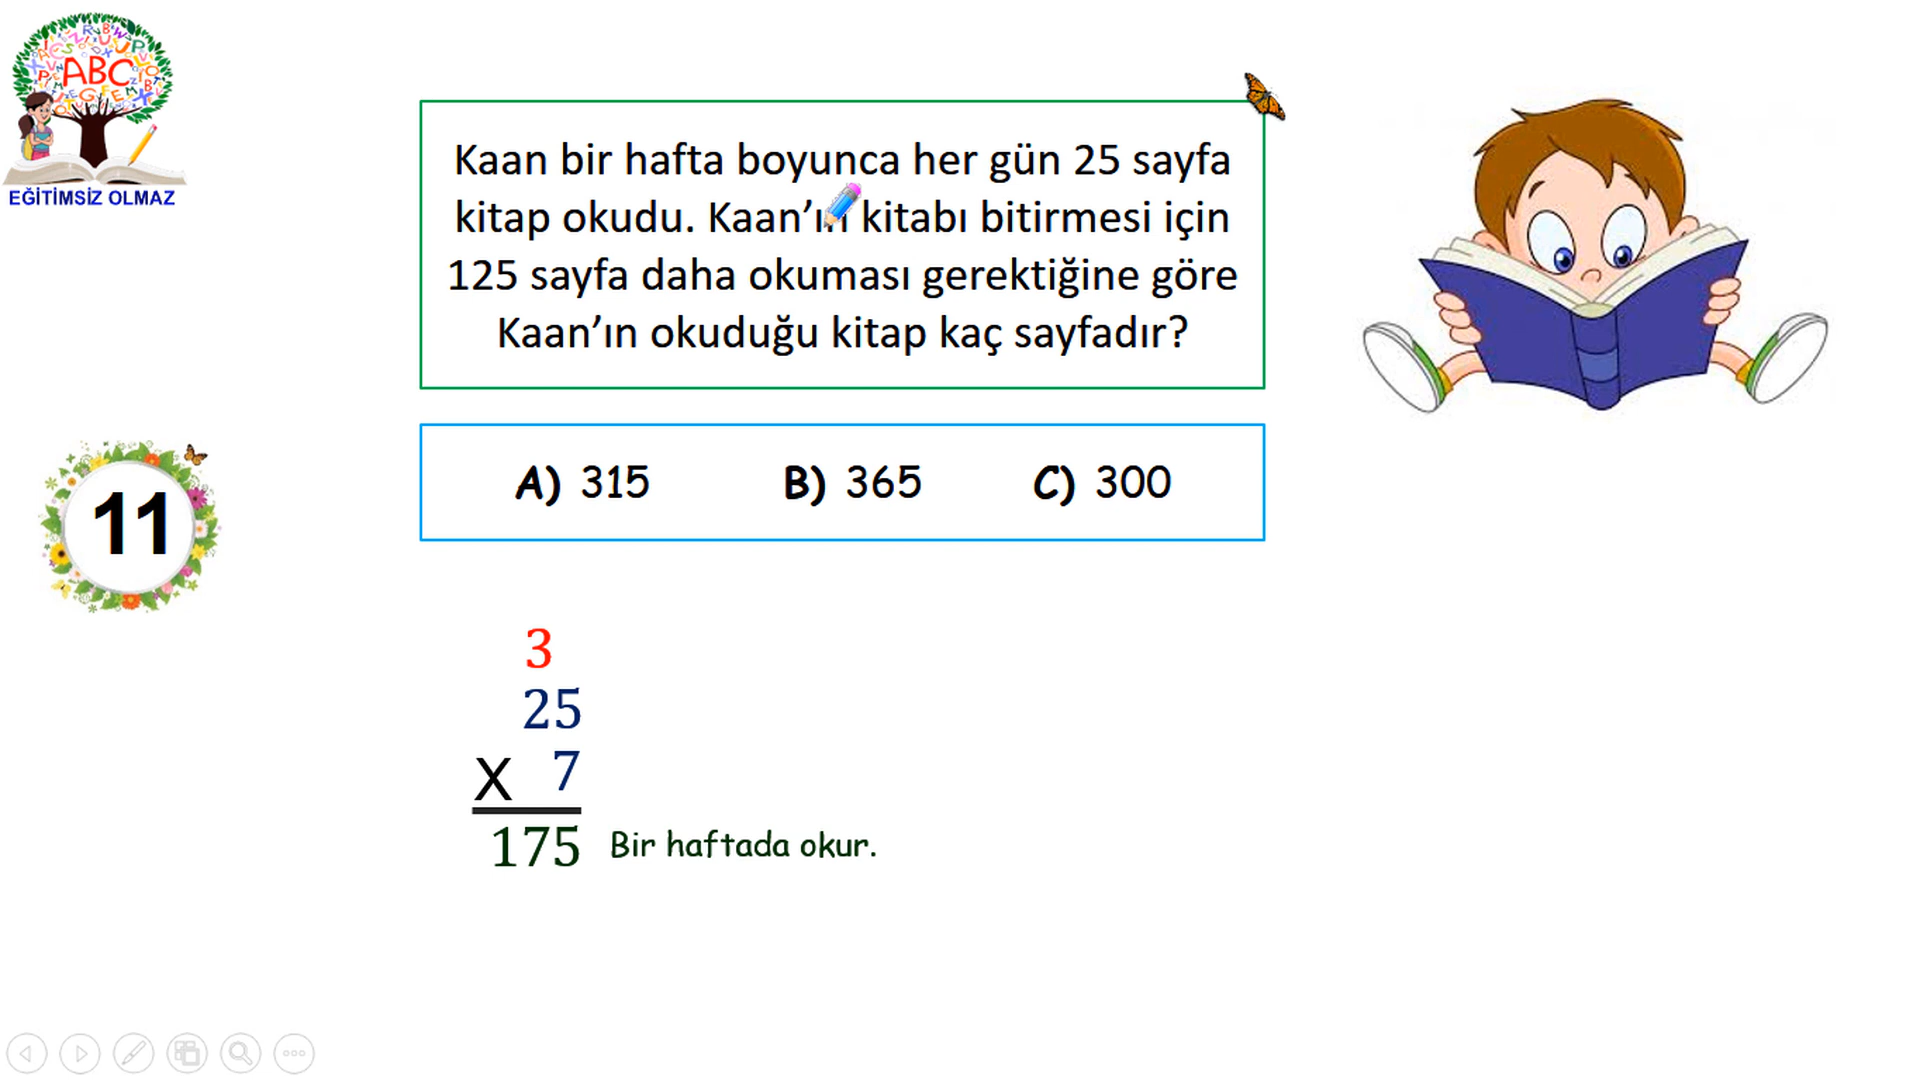 ABC
EĞİTİMSİZ OLMAZ
Kaan bir hafta boyunca her gün 25 sayfa
kitap okudu. Kaan’ın kitabı bitirmesi için
125 sayfa daha okuması gerektiğine göre
Kaan’ın okuduğu kitap kaç sayfadır?
A) 315 B) 365 C) 300
11
3
25
X 7
175 Bir haftada okur.